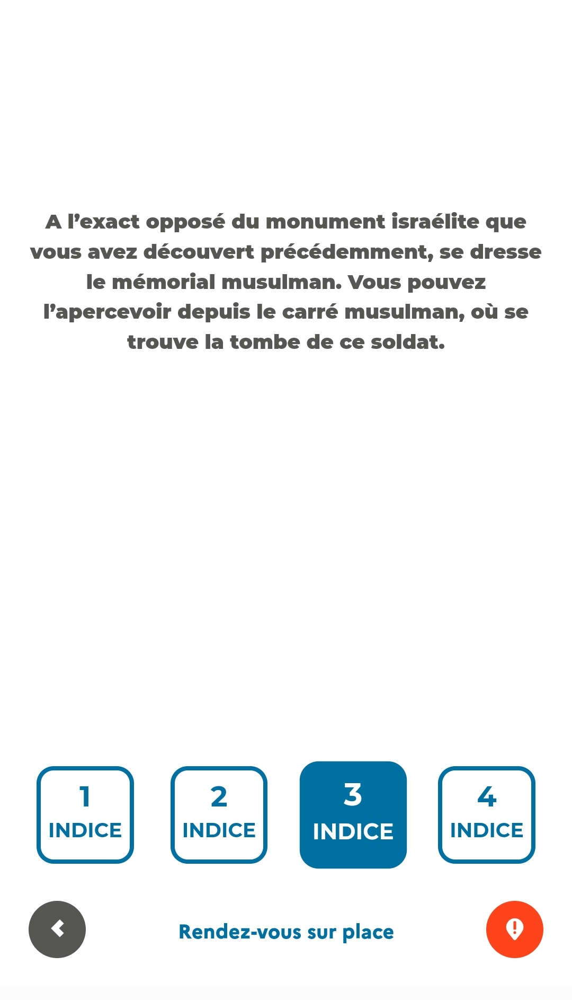 A l’exact opposé du monument israélite que
vous avez découvert précédemment, se dresse
le mémorial musulman. Vous pouvez
l’apercevoir depuis le carré musulman, où se
trouve la tombe de ce soldat.
1
INDICE
2
INDICE
3
INDICE
4
INDICE
Rendez-vous sur place